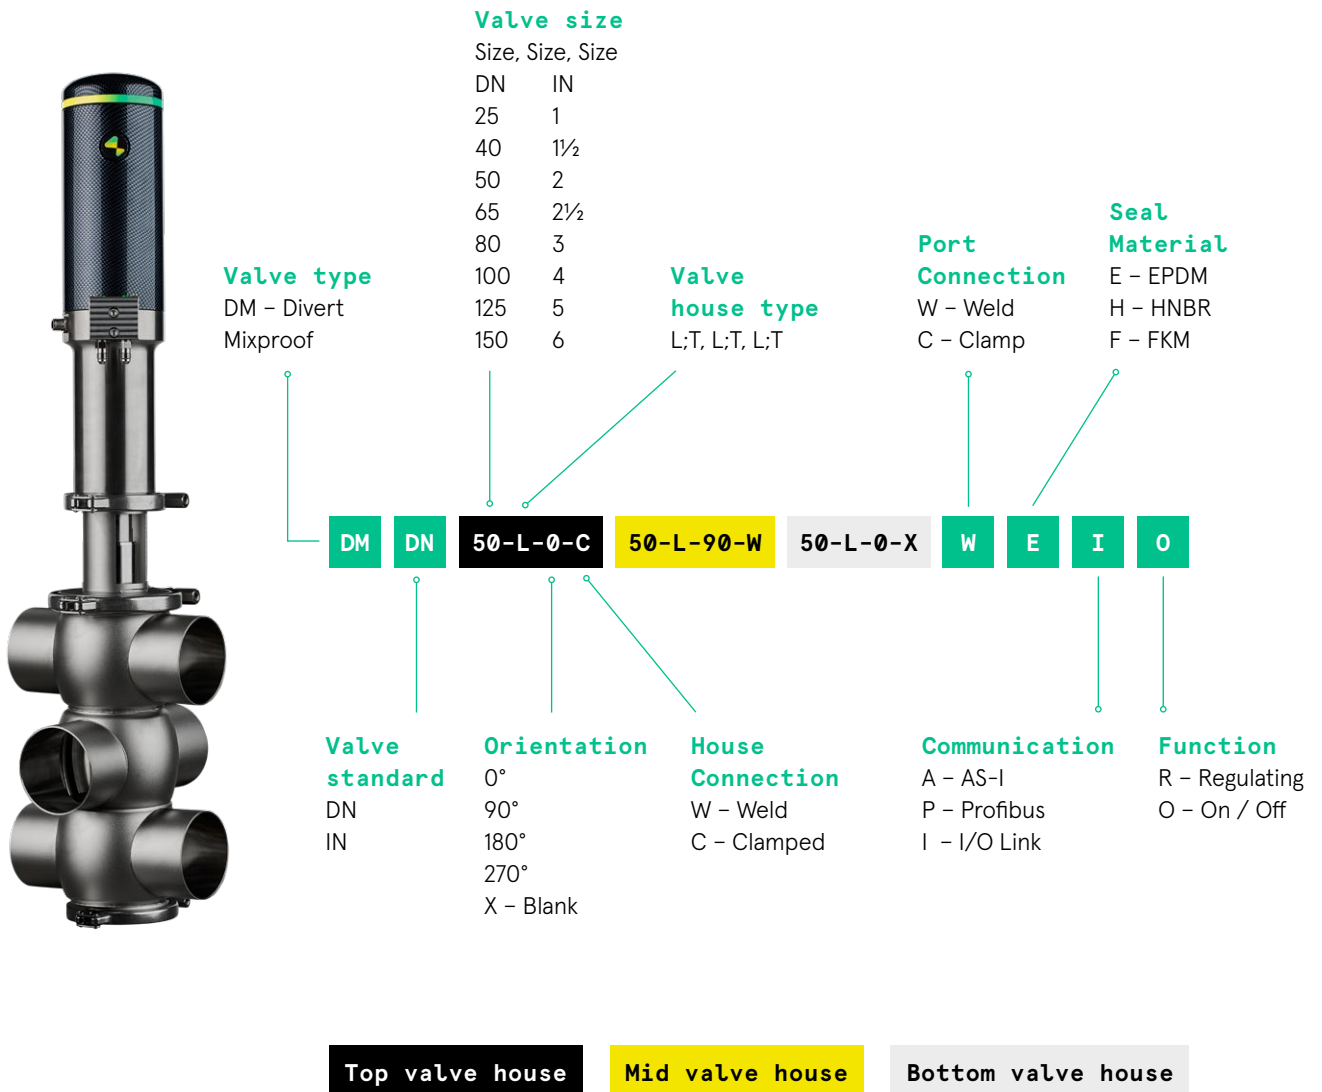 Valve size
Size, Size, Size
DN IN
25 1
40 1½
50 2
65 2½
80 3
100 4
125 5
150 6
Valve type
DM – Divert
Mixproof
Valve
house type
L;T, L;T, L;T
Port
Connection
W – Weld
C – Clamp
Seal
Material
E – EPDM
H – HNBR
F – FKM
DM DN 50-L-0-C 50-L-90-W 50-L-0-X W E I O
Valve
standard
DN
IN
Orientation
0°
90°
180°
270°
X – Blank
House
Connection
W – Weld
C – Clamped
Communication
A – AS-I
P – Profibus
I – I/O Link
Function
R – Regulating
O – On / Off
Top valve house Mid valve house Bottom valve house